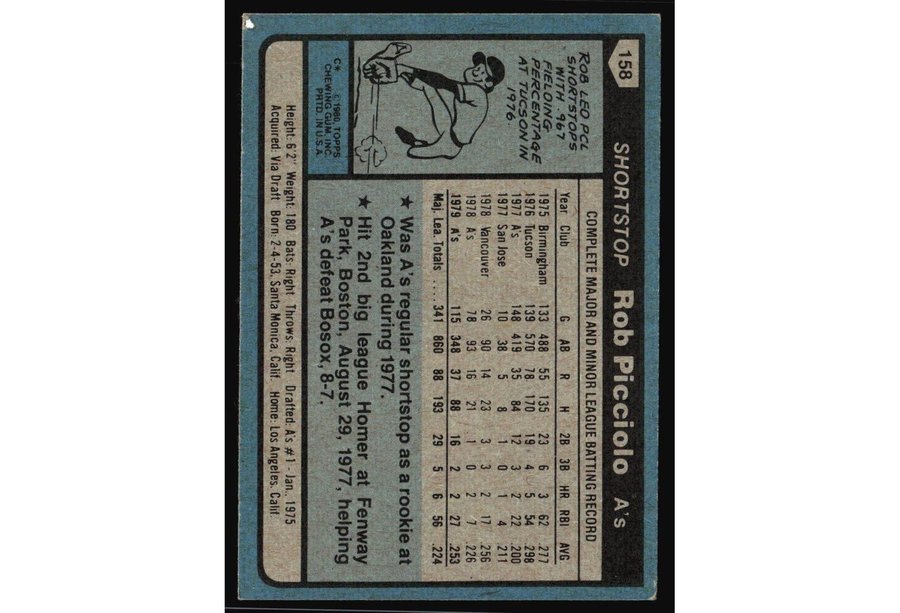 158
SHORTSTOP Rob Picciolo A's
ROB LED PCL
SHORTSTOPS
WITH .967
FIELDING
PERCENTAGE
AT TUCSON IN
1976.
C* © 1980, TOPPS
CHEWING GUM, INC.
PRTD. IN U.S.A.
COMPLETE MAJOR AND MINOR LEAGUE BATTING RECORD
Year Club G AB R H 2B 3B HR RBI AVG
1975 Birmingham 133 488 55 135 23 6 3 62 .277
1976 Tucson 139 570 78 170 19 4 5 54 .298
1977 A's 148 419 35 84 12 3 2 22 .200
1977 San Jose 10 38 5 8 1 0 1 4 .211
1978 Vancouver 26 90 14 23 3 1 2 17 .256
1978 A's 78 93 16 21 1 0 2 7 .226
1979 A's 115 348 37 88 16 2 2 27 .253
Maj. Lea. Totals ..... 341 860 88 193 29 5 6 56 .224
★ Was A's regular shortstop as a rookie at
Oakland during 1977.
★ Hit 2nd big league Homer at Fenway
Park, Boston, August 29, 1977, helping
A's defeat Bosox, 8-7.
Height: 6'2" Weight: 180 Bats: Right Throws: Right Drafted: A's #1 - Jan., 1975
Acquired: Via Draft Born: 2-4-53, Santa Monica, Calif. Home: Los Angeles, Calif.